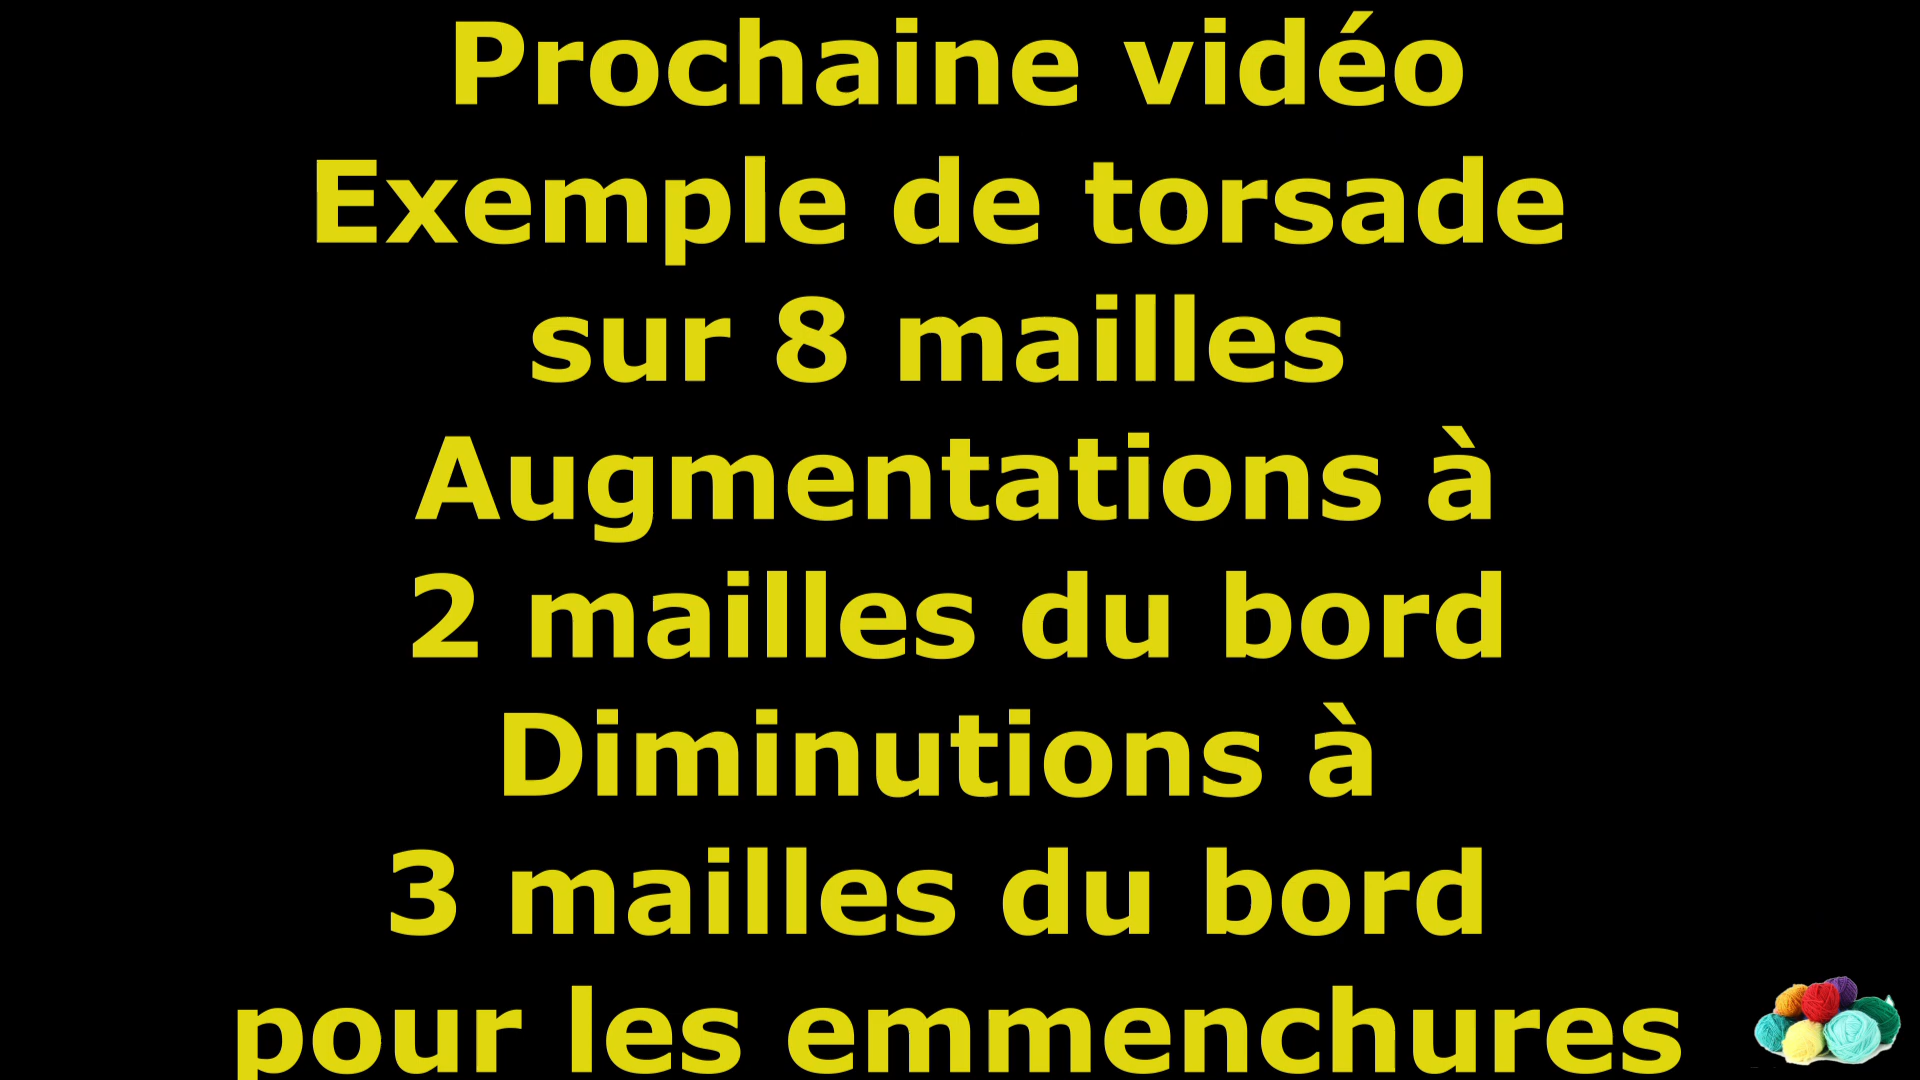 Prochaine vidéo
Exemple de torsade
sur 8 mailles
Augmentations à
2 mailles du bord
Diminutions à
3 mailles du bord
pour les emmenchures